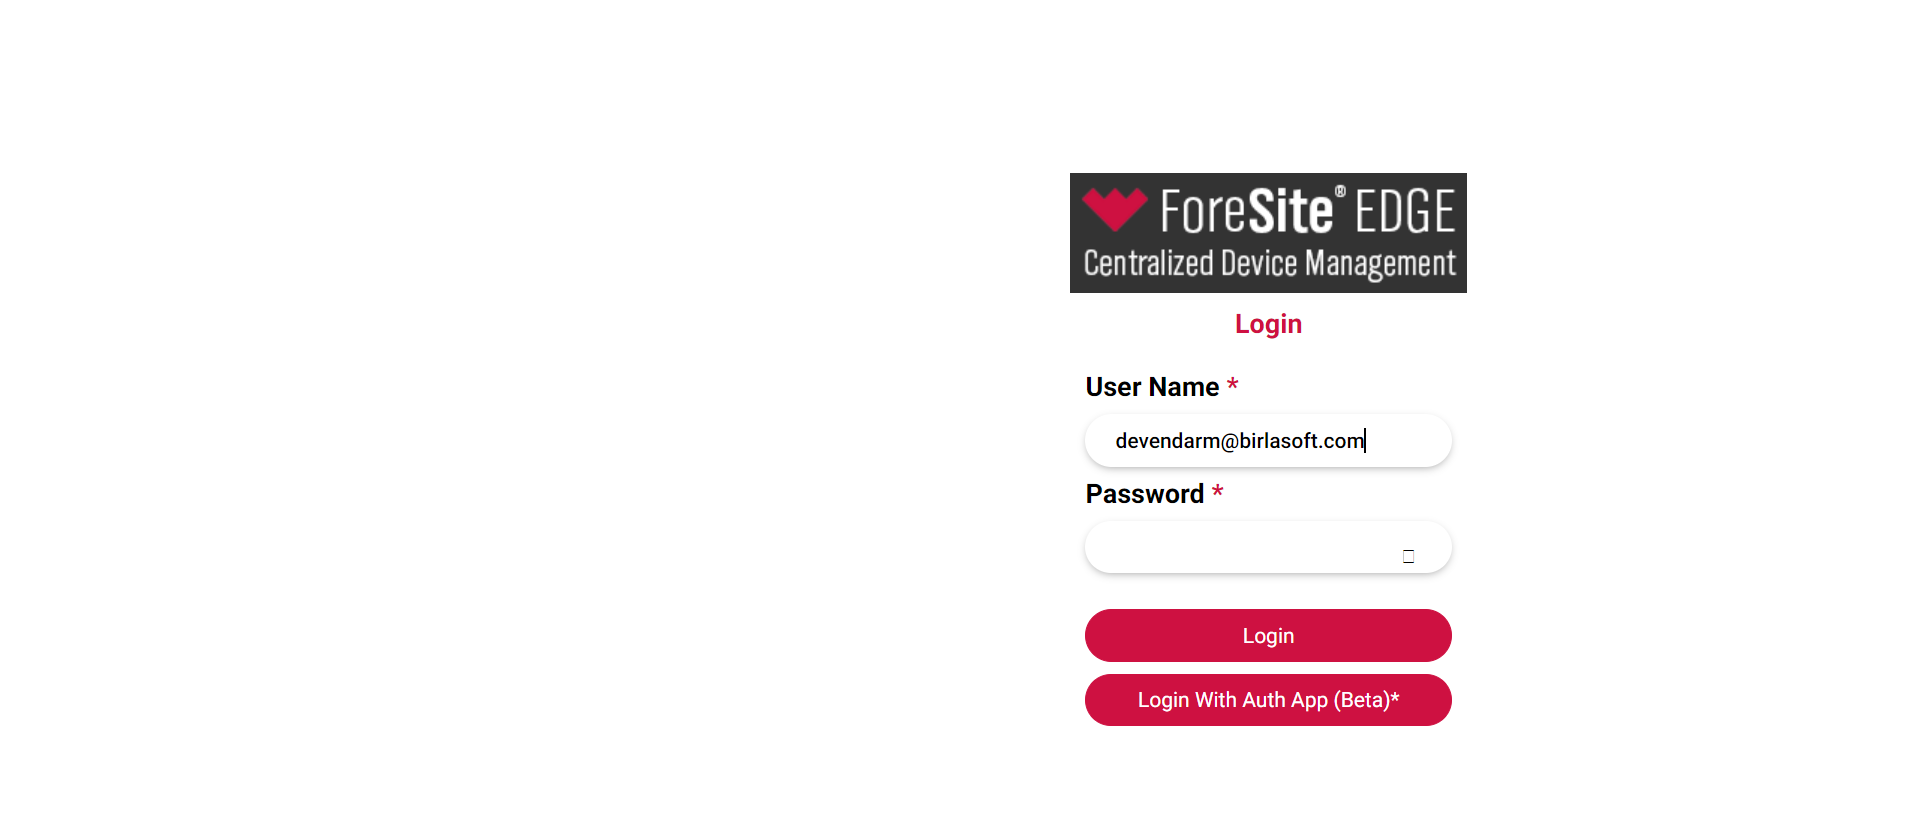 ForeSite® EDGE
Centralized Device Management
Login
User Name *
devendarm@birlasoft.com
Password *
Login
Login With Auth App (Beta)*